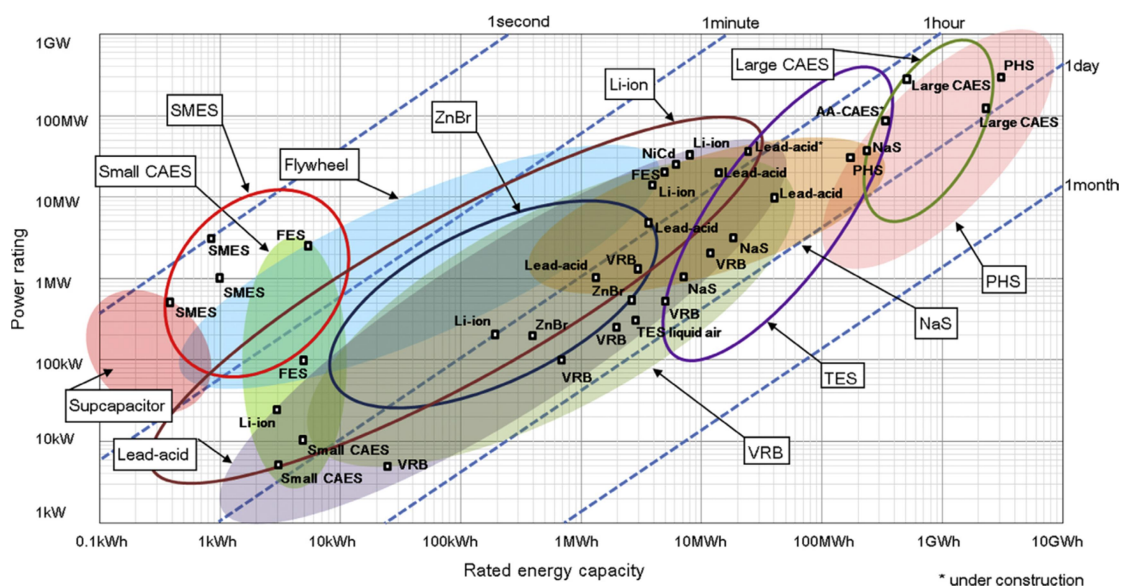 1second
1minute
1hour
1GW
Large CAES
PHS
1day
Li-ion
Large CAES
SMES
ZnBr
AA-CAES*
Large CAES
100MW
Li-ion
Lead-acid*
NaS
NiCd
Small CAES
Flywheel
FES
Lead-acid
PHS
Li-ion
Lead-acid
1month
10MW
Lead-acid
FES
SMES
VRB
NaS
Lead-acid
VRB
PHS
1MW
SMES
ZnBr
NaS
SMES
VRB
NaS
Li-ion
ZnBr
VRB
TES liquid air
100kW
FES
VRB
TES
Supcapacitor
Li-ion
10kW
Lead-acid
Small CAES
VRB
VRB
Small CAES
1kW
Power rating
0.1kWh
1kWh
10kWh
100kWh
1MWh
10MWh
100MWh
1GWh
10GWh
Rated energy capacity
* under construction